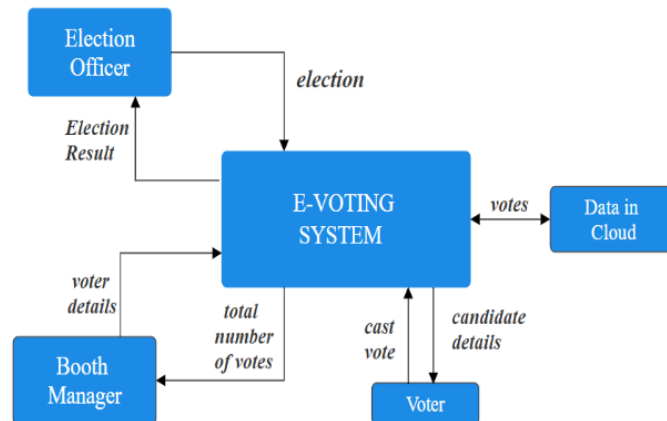 Election
Officer
election
Election
Result
E-VOTING
SYSTEM
votes
Data in
Cloud
voter
details
total
number
of votes
cast
vote
candidate
details
Booth
Manager
Voter